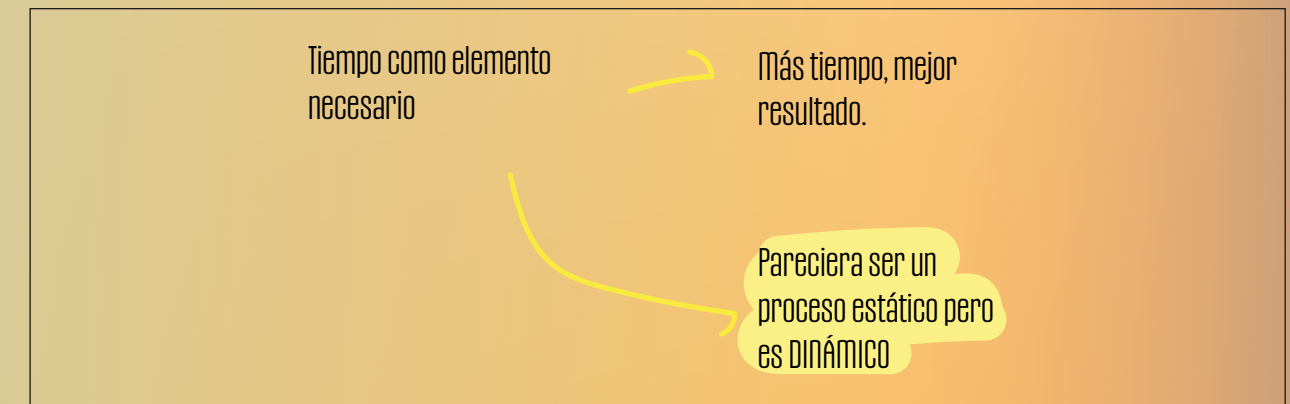 Tiempo como elemento
necesario
Más tiempo, mejor
resultado.
Pareciera ser un
proceso estático pero
es DINÁMICO